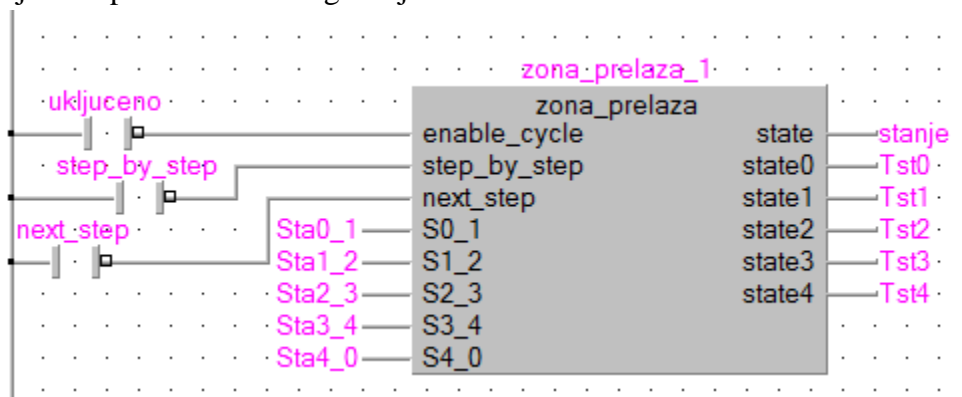 zona_prelaza_1
ukljuceno
zona_prelaza
enable_cycle state stanje
step_by_step step_by_step state0 Tst0
next_step state1 Tst1
next_step Sta0_1 S0_1 state2 Tst2
Sta1_2 S1_2 state3 Tst3
Sta2_3 S2_3 state4 Tst4
Sta3_4 S3_4
Sta4_0 S4_0